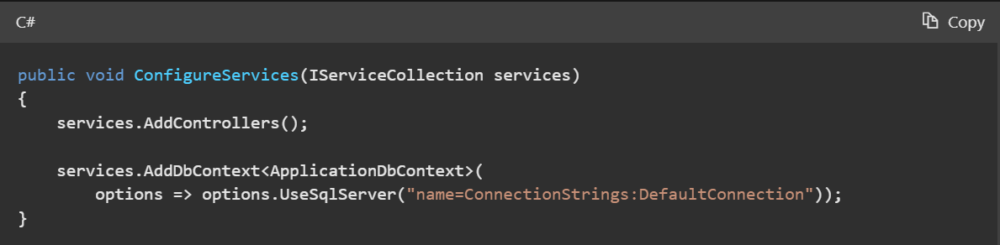 C#
Copy
public void ConfigureServices(IServiceCollection services)
{
    services.AddControllers();

    services.AddDbContext<ApplicationDbContext>(
        options => options.UseSqlServer("name=ConnectionStrings:DefaultConnection"));
}